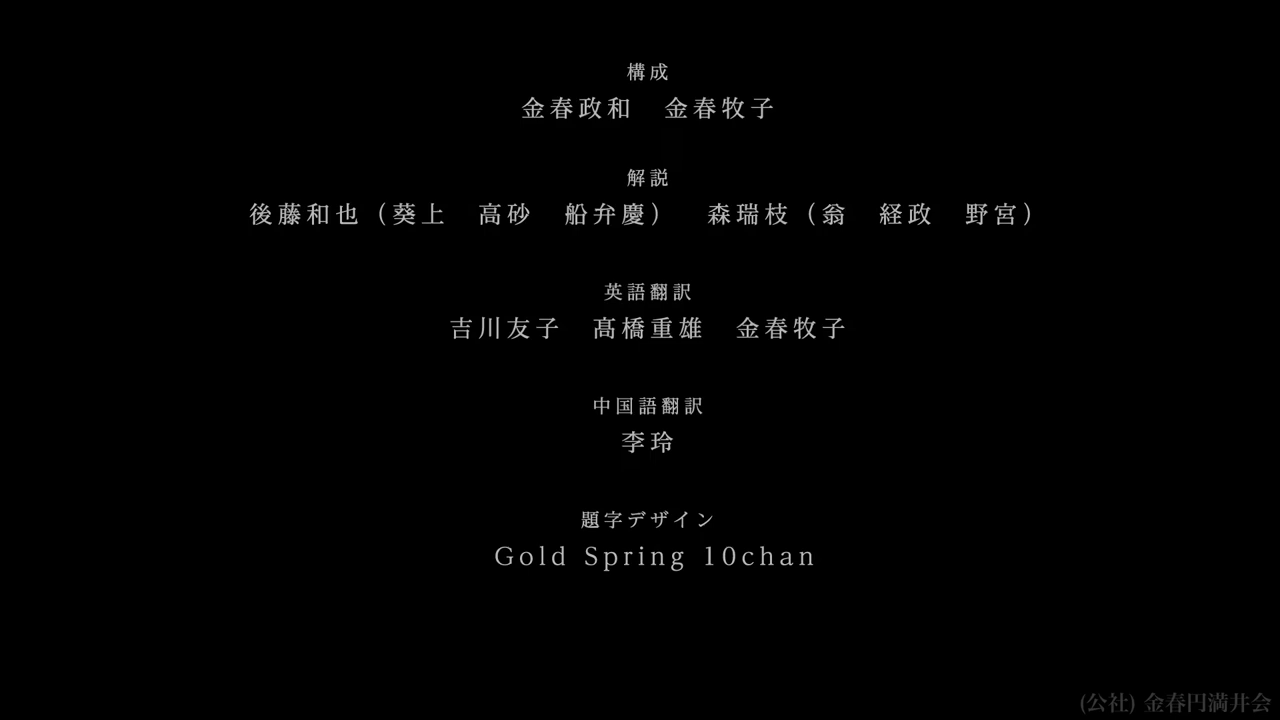 構成
金春政和　金春牧子
解説
後藤和也（葵上　高砂　船弁慶）　森瑞枝（翁　経政　野宮）
英語翻訳
吉川友子　髙橋重雄　金春牧子
中国語翻訳
李玲
題字デザイン
Gold Spring 10chan
(公社) 金春円満井会